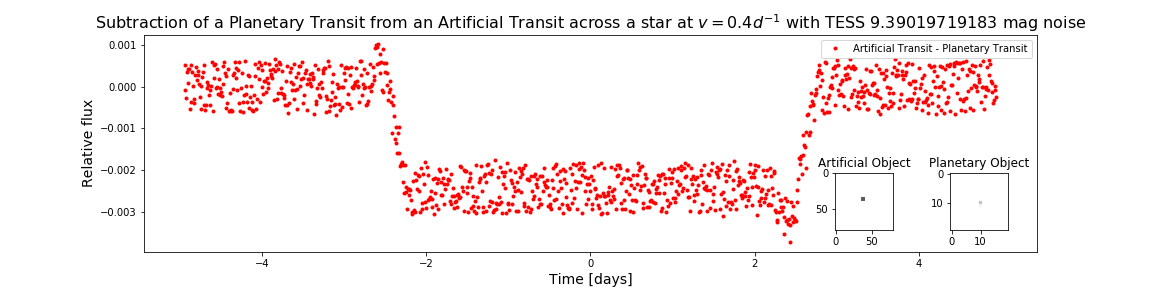 Subtraction of a Planetary Transit from an Artificial Transit across a star at v = 0.4d⁻¹ with TESS 9.39019719183 mag noise
Artificial Transit - Planetary Transit
Relative flux
0.001
0.000
−0.001
−0.002
−0.003
Artificial Object
0
50
0 50
Planetary Object
0
10
0 10
−4 −2 0 2 4
Time [days]